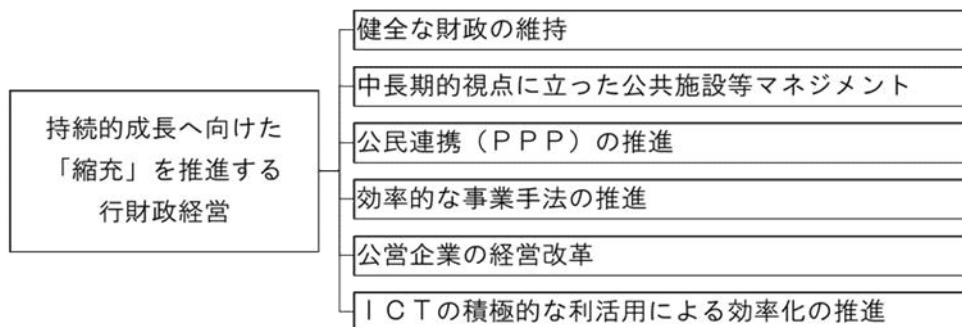 持続的成長へ向けた
「縮充」を推進する
行財政経営
健全な財政の維持
中長期的視点に立った公共施設等マネジメント
公民連携（ＰＰＰ）の推進
効率的な事業手法の推進
公営企業の経営改革
ＩＣＴの積極的な利活用による効率化の推進